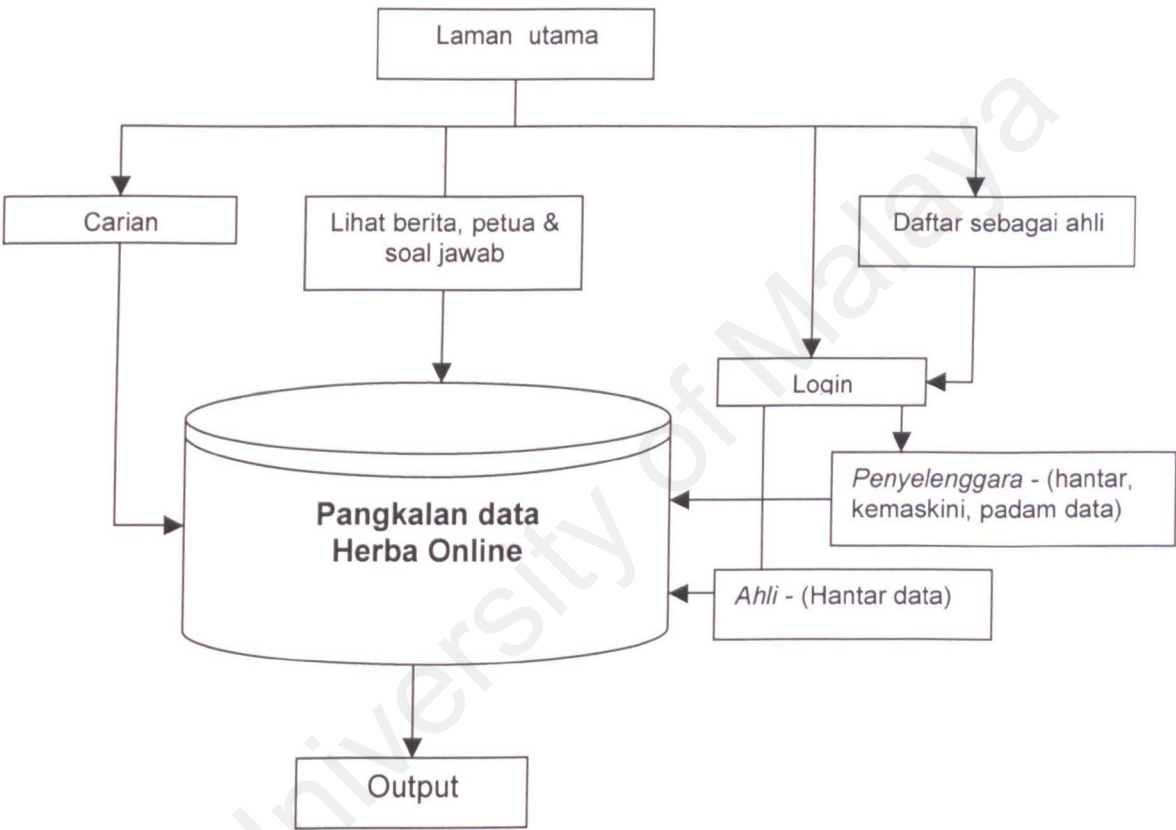 Laman utama
Carian
Lihat berita, petua &
soal jawab
Daftar sebagai ahli
Login
Penyelenggara - (hantar,
kemaskini, padam data)
Pangkalan data
Herba Online
Ahli - (Hantar data)
Output
University of Malaya